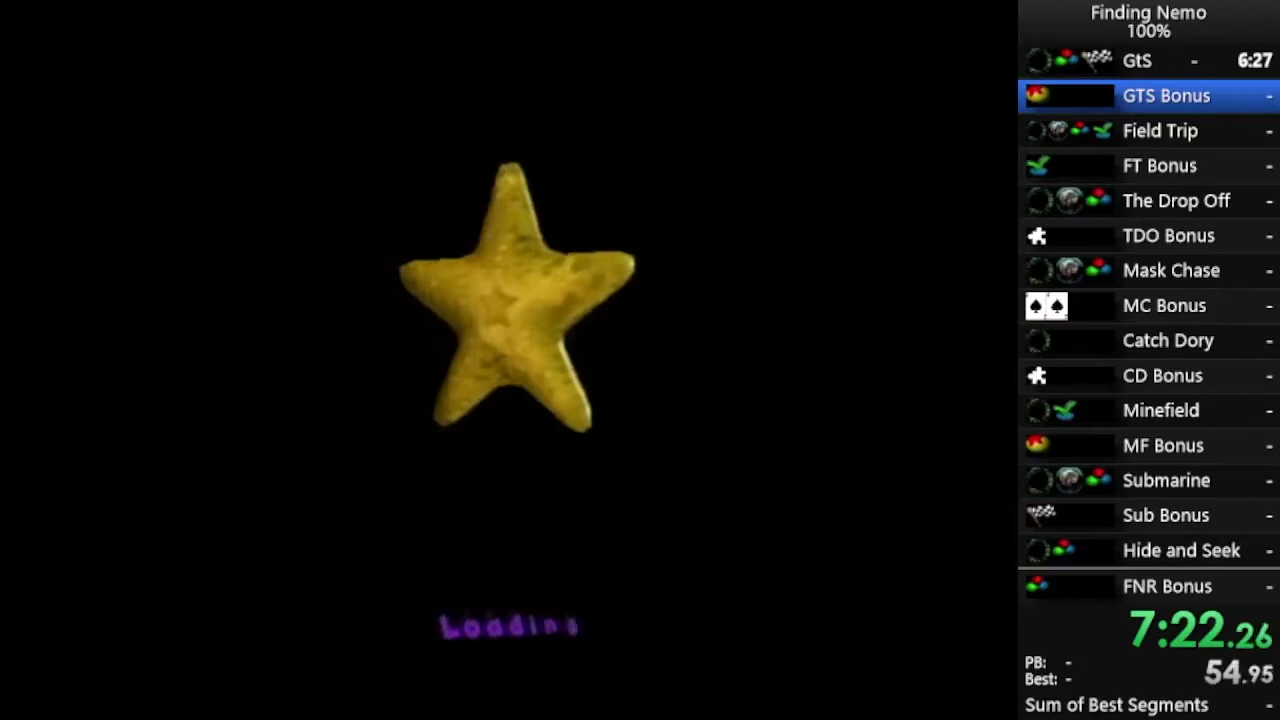 Finding Nemo
100%
GtS - 6:27
GTS Bonus -
Field Trip -
FT Bonus -
The Drop Off -
TDO Bonus -
Mask Chase -
MC Bonus -
Catch Dory -
CD Bonus -
Minefield -
MF Bonus -
Submarine -
Sub Bonus -
Hide and Seek -
FNR Bonus -
7:22.26
PB: -
Best: -
54.95
Sum of Best Segments -
Loading